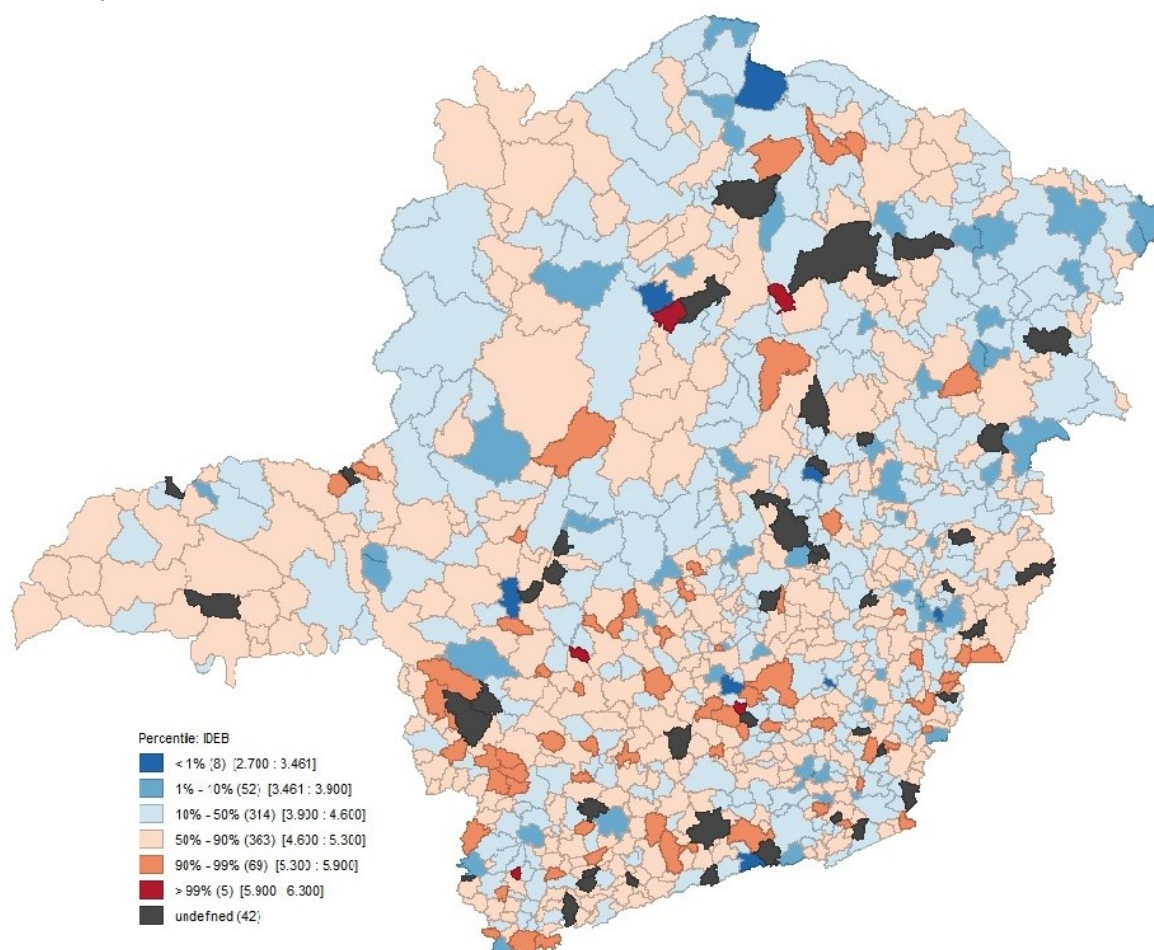 Percentile: IDEB
< 1% (8) [2.700 : 3.461]
1% - 10% (52) [3.461 : 3.900]
10% - 50% (314) [3.900 : 4.600]
50% - 90% (363) [4.600 : 5.300]
90% - 99% (69) [5.300 : 5.900]
> 99% (5) [5.900 6.300]
undefned (42)